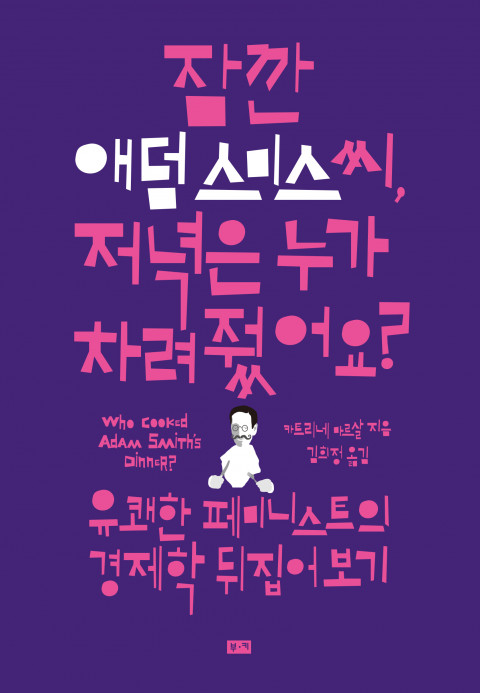 잠깐
애덤 스미스 씨,
저녁은 누가
차려줬어요?
Who cooked
Adam Smith's
Dinner?
카트리네 마르살 지음
김희정 옮김
유쾌한 페미니스트의
경제학 뒤집어 보기
부·키